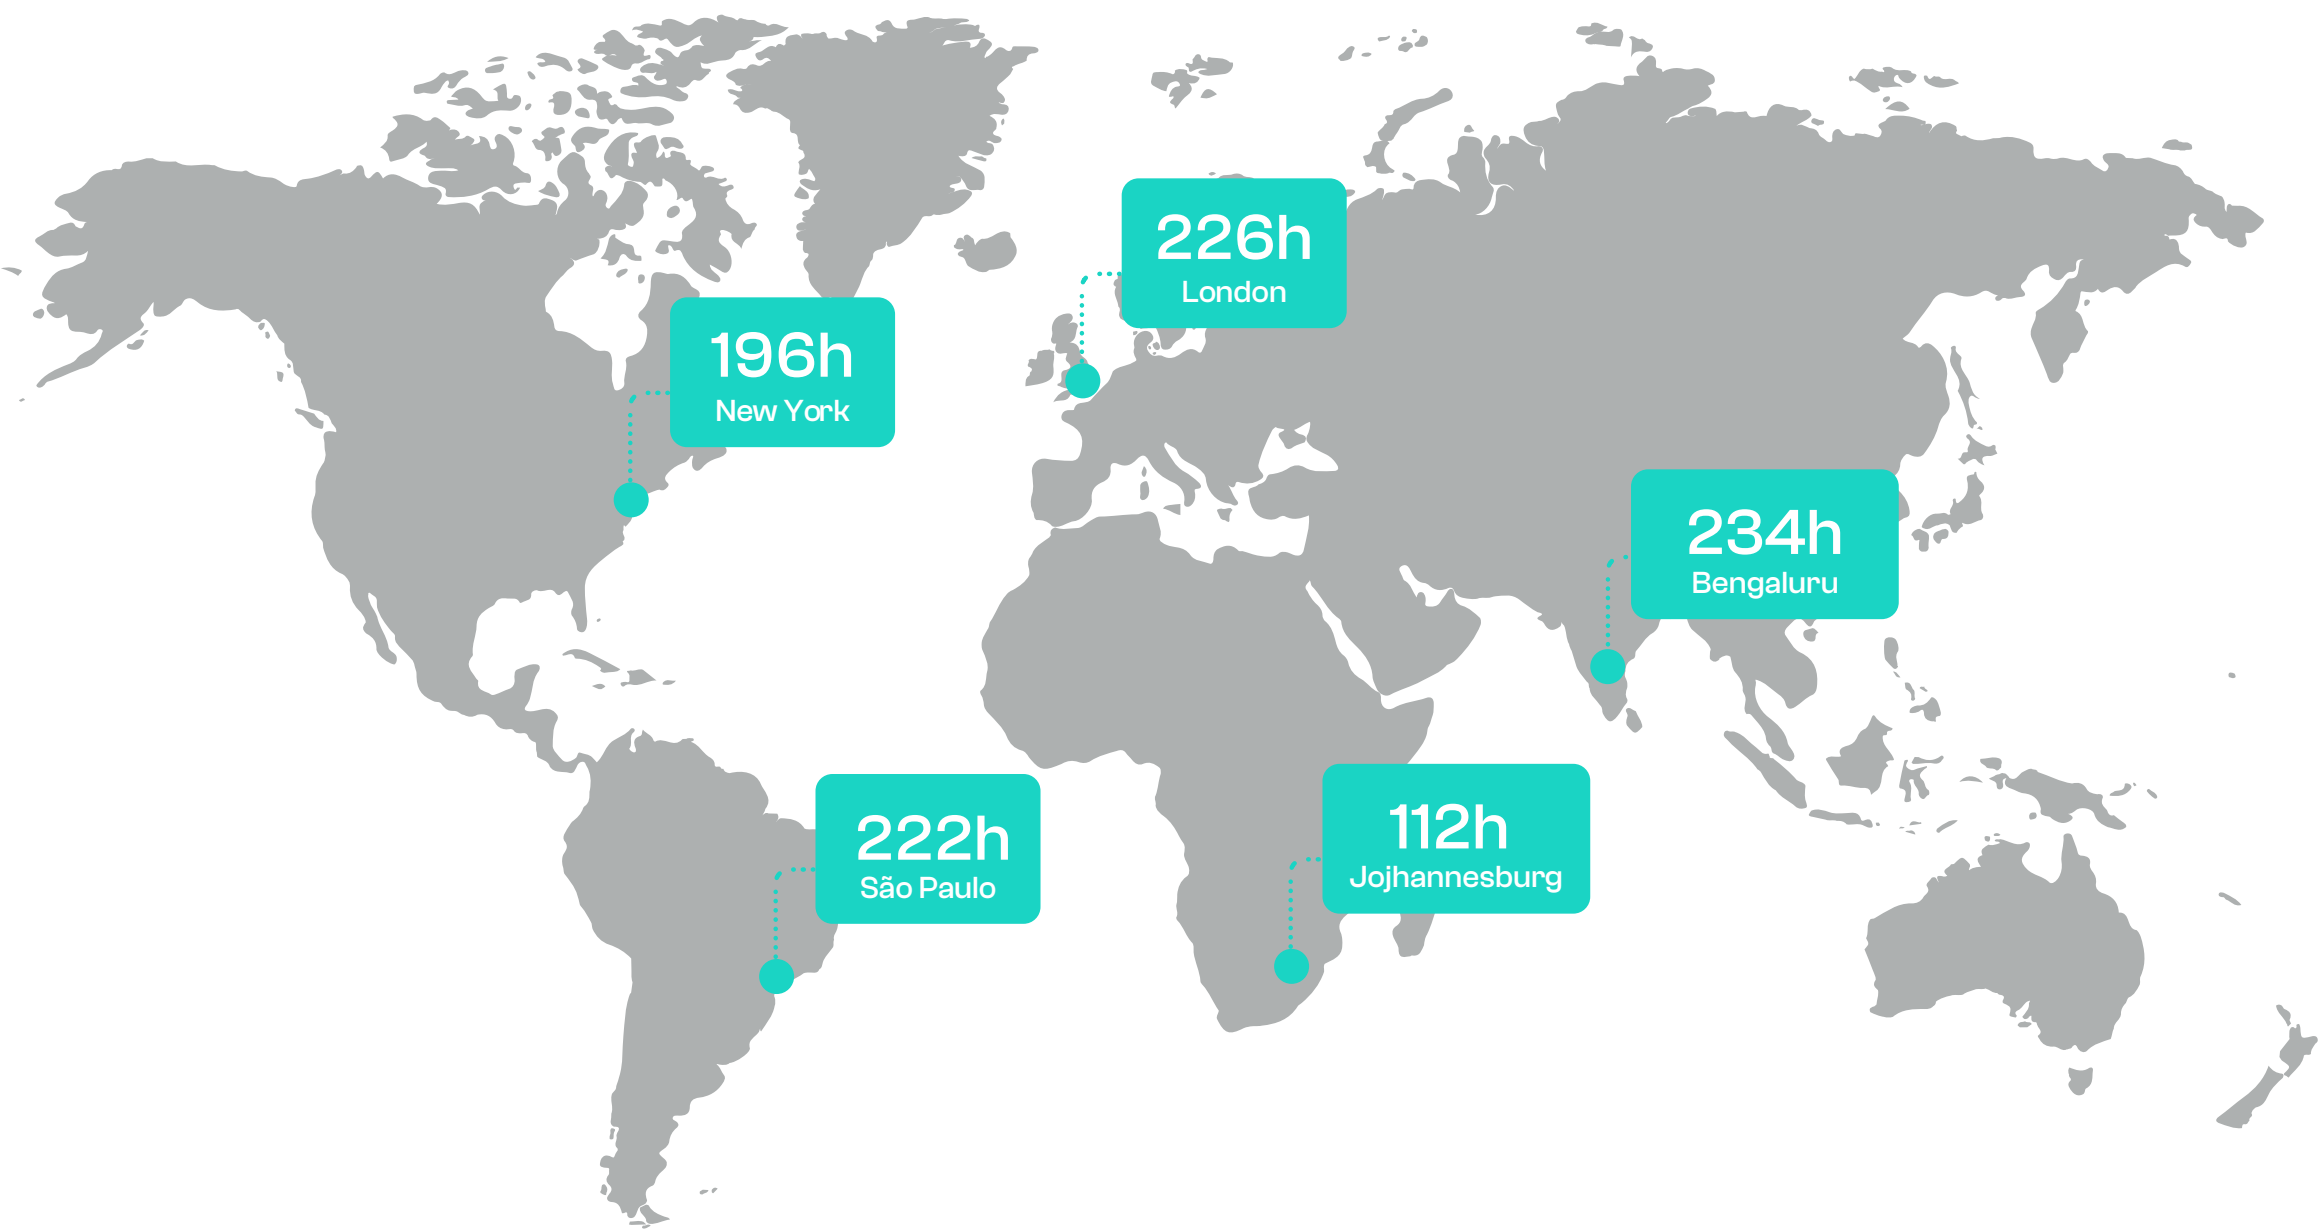 226h
London
196h
New York
234h
Bengaluru
222h
São Paulo
112h
Jojhannesburg